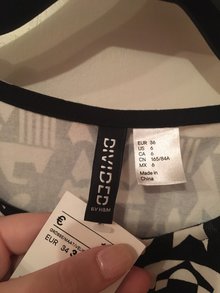 DIVIDED
BY H&M
EUR 36
US 6
CA 6
CN 165/84A
MX 6
Made in
China
€
EUR 34